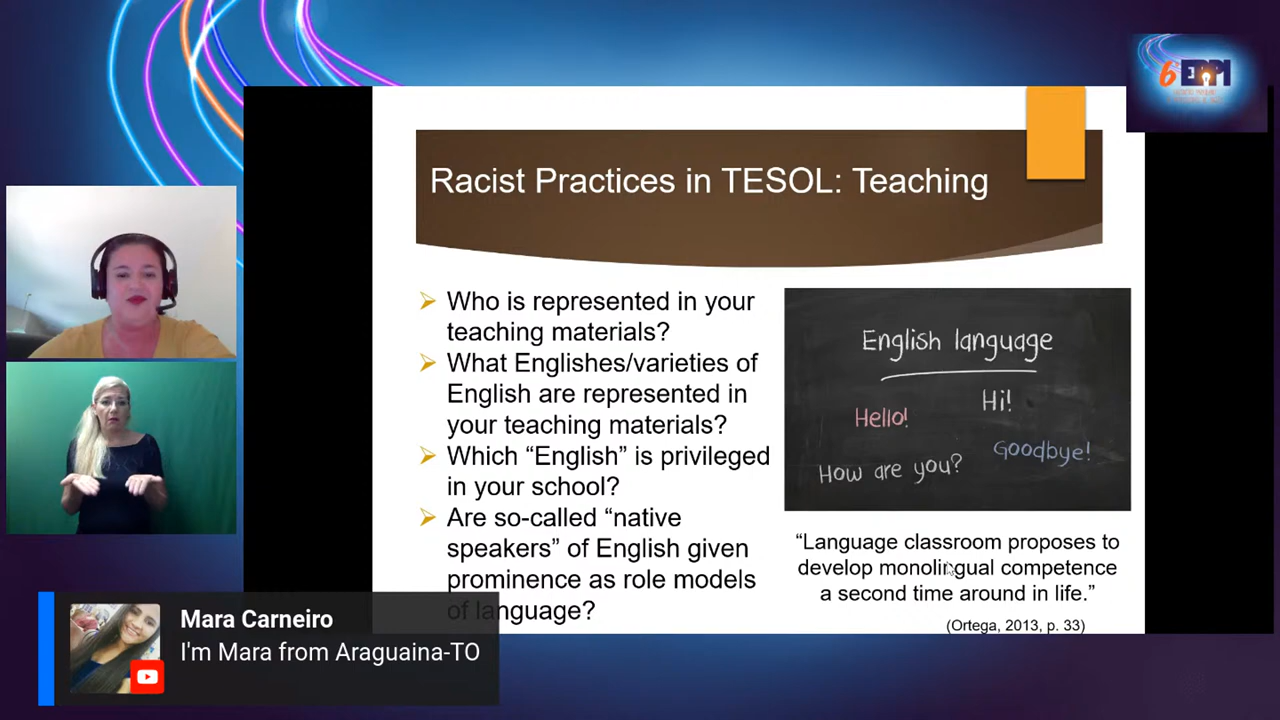 6 EPPI
Racist Practices in TESOL: Teaching
Who is represented in your
teaching materials?
What Englishes/varieties of
English are represented in
your teaching materials?
Which “English” is privileged
in your school?
Are so-called “native
speakers” of English given
prominence as role models
of language?
English language
Hello!
Hi!
How are you?
Goodbye!
“Language classroom proposes to
develop monolingual competence
a second time around in life.”
(Ortega, 2013, p. 33)
Mara Carneiro
I'm Mara from Araguaina-TO